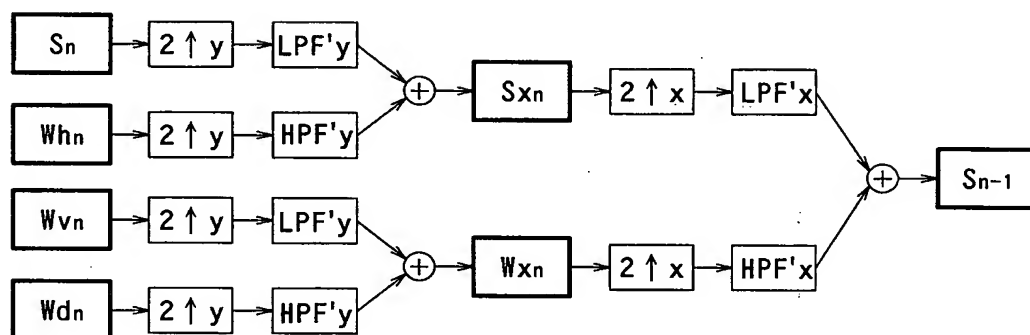 Sn 2 ↑ y LPF'y
Whn 2 ↑ y HPF'y
Sxn 2 ↑ x LPF'x
Wvn 2 ↑ y LPF'y
Wdn 2 ↑ y HPF'y
Wxn 2 ↑ x HPF'x
Sn-1